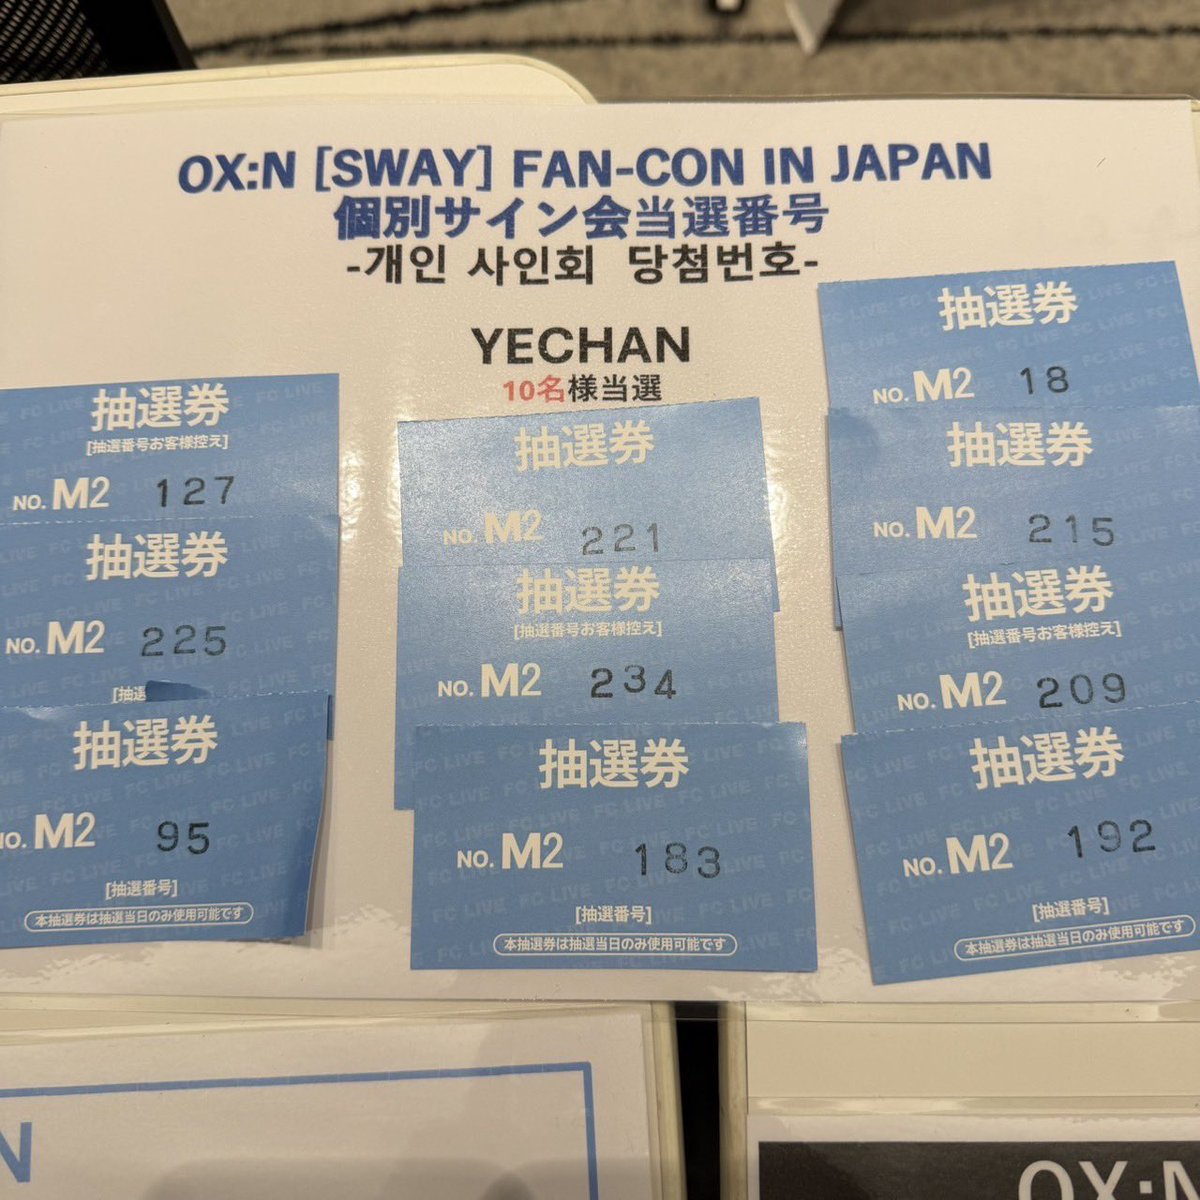 OX:N [SWAY] FAN-CON IN JAPAN
個別サイン会当選番号
-개인 사인회 당첨번호-
YECHAN
10名様当選
抽選券
[抽選番号お客様控え]
NO. M2 127
抽選券
NO. M2 225
[抽選
抽選券
NO. M2 95
[抽選番号]
本抽選券は抽選当日のみ使用可能です
抽選券
NO. M2 221
抽選券
[抽選番号お客様控え]
NO. M2 234
抽選券
NO. M2 183
[抽選番号]
本抽選券は抽選当日のみ使用可能です
抽選券
NO. M2 18
抽選券
NO. M2 215
抽選券
[抽選番号お客様控え]
NO. M2 209
抽選券
NO. M2 192
[抽選番号]
本抽選券は抽選当日のみ使用可能です
FC LIVE
N
OX:N